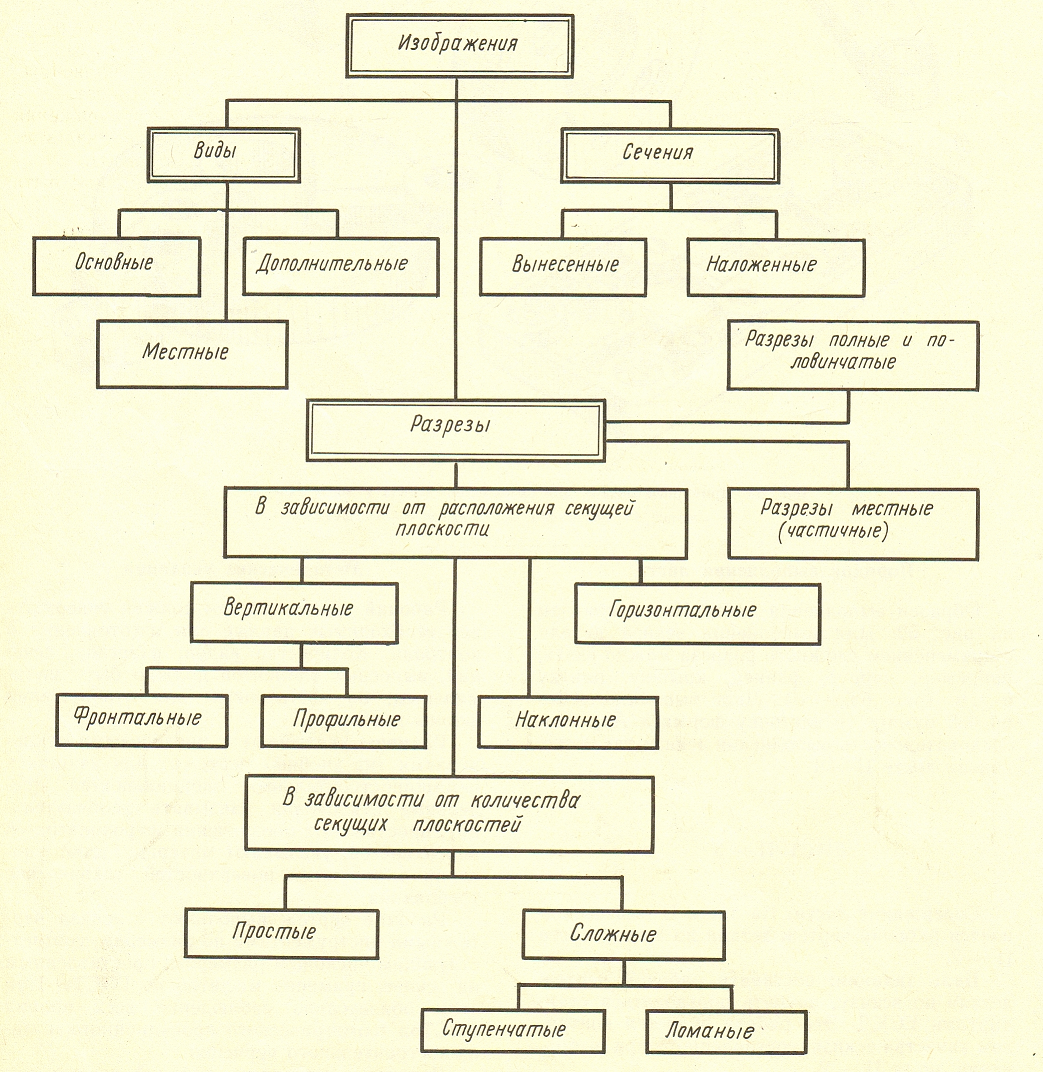 Изображения
Виды
Сечения
Основные
Дополнительные
Вынесенные
Наложенные
Местные
Разрезы полные и по-
ловинчатые
Разрезы
В зависимости от расположения секущей
плоскости
Разрезы местные
(частичные)
Вертикальные
Горизонтальные
Фронтальные
Профильные
Наклонные
В зависимости от количества
секущих плоскостей
Простые
Сложные
Ступенчатые
Ломаные